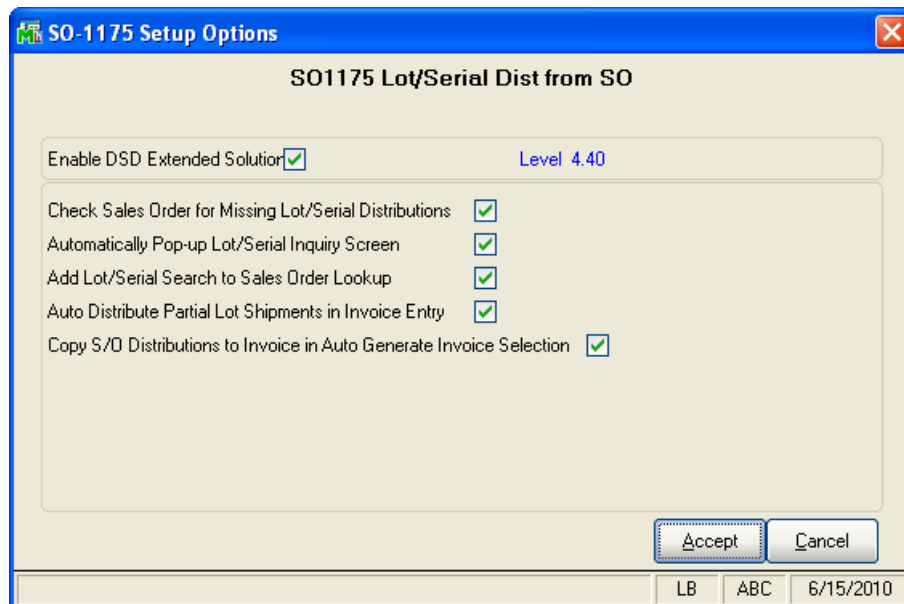 SO-1175 Setup Options
SO1175 Lot/Serial Dist from SO
Enable DSD Extended Solution Level 4.40
Check Sales Order for Missing Lot/Serial Distributions
Automatically Pop-up Lot/Serial Inquiry Screen
Add Lot/Serial Search to Sales Order Lookup
Auto Distribute Partial Lot Shipments in Invoice Entry
Copy S/O Distributions to Invoice in Auto Generate Invoice Selection
Accept Cancel
LB ABC 6/15/2010